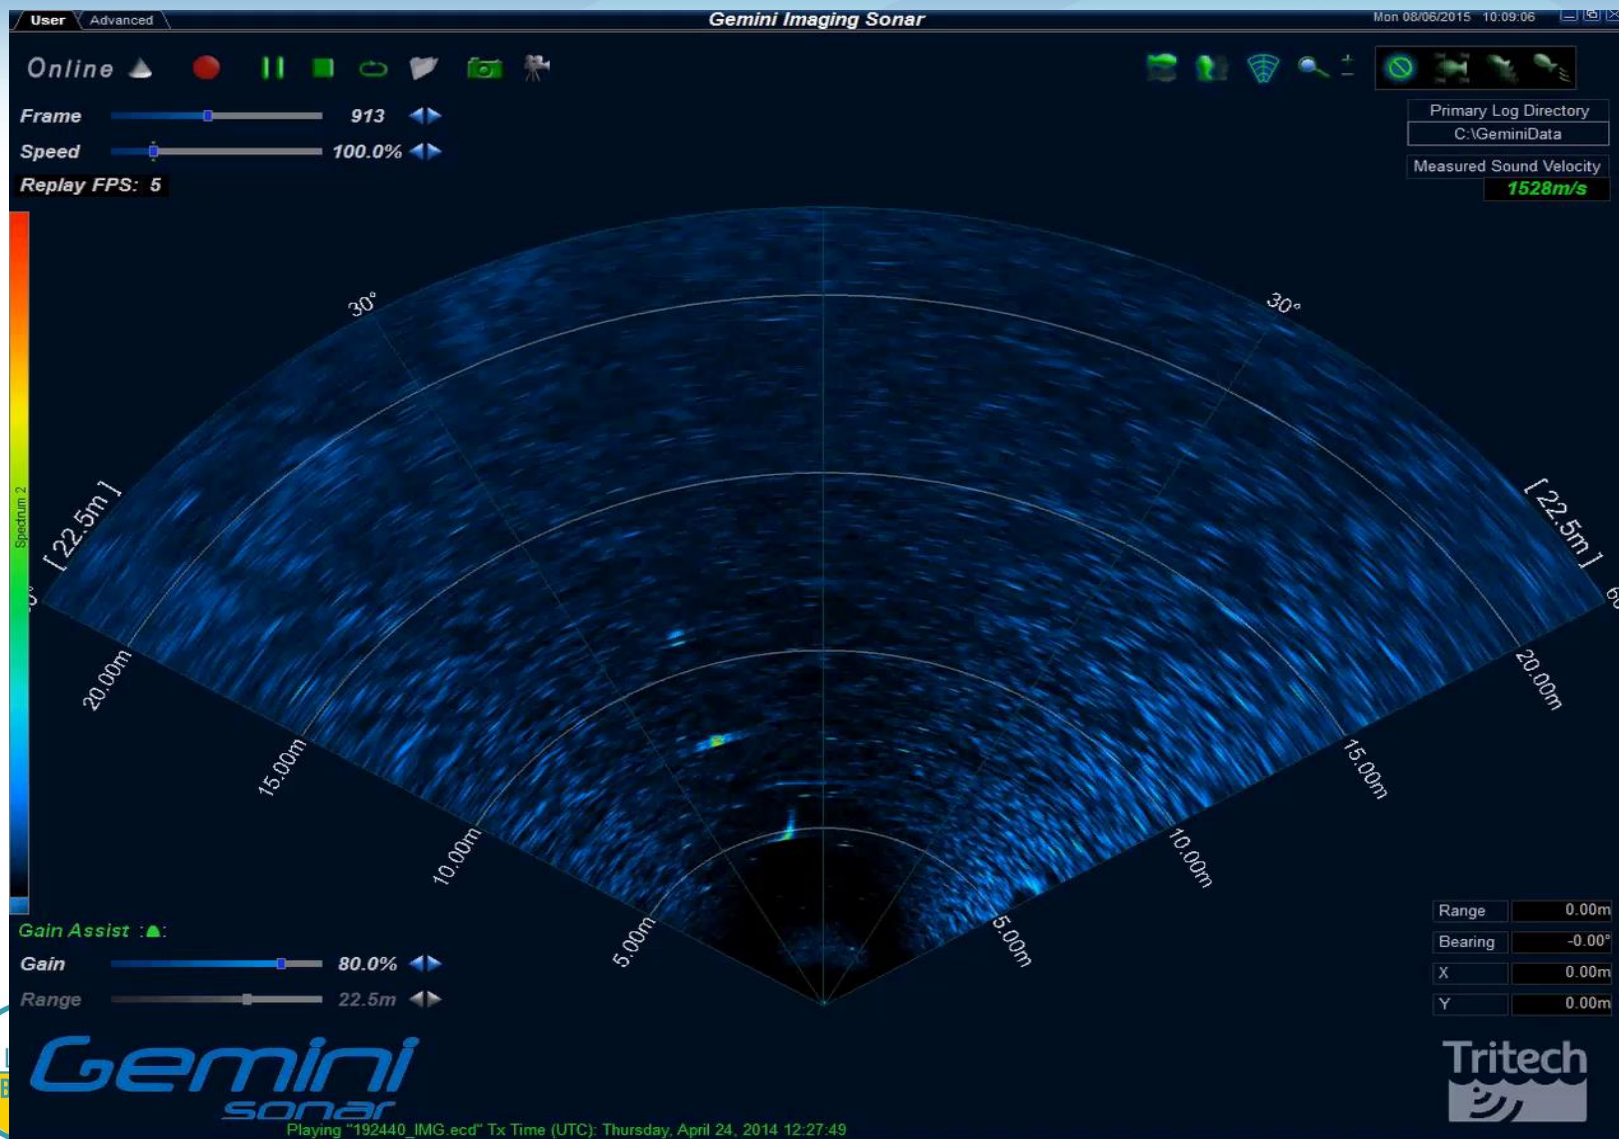 User Advanced Gemini Imaging Sonar Mon 08/06/2015 10:09:06
Online
Frame 913
Speed 100.0%
Replay FPS: 5
Primary Log Directory
C:\GeminiData
Measured Sound Velocity
1528m/s
30° 30°
Spectrum 2
[ 22.5m ] [ 22.5m ]
20.00m 20.00m
15.00m 15.00m
10.00m 10.00m
5.00m 5.00m
Gain Assist
Gain 80.0%
Range 22.5m
Range 0.00m
Bearing -0.00°
X 0.00m
Y 0.00m
Gemini
sonar
Tritech
Playing "192440_IMG.ecd" Tx Time (UTC): Thursday, April 24, 2014 12:27:49